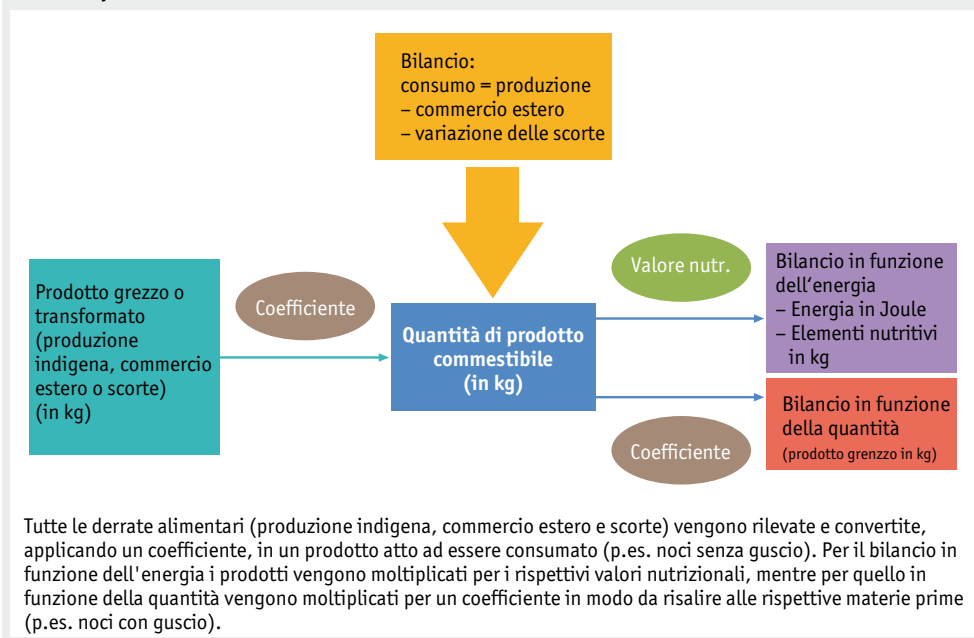 Bilancio:
consumo = produzione
– commercio estero
– variazione delle scorte
Prodotto grezzo o
transformato
(produzione
indigena, commercio
estero o scorte)
(in kg)
Coefficiente
Quantità di prodotto
commestibile
(in kg)
Valore nutr.
Bilancio in funzione
dell'energia
– Energia in Joule
– Elementi nutritivi
in kg
Coefficiente
Bilancio in funzione
della quantità
(prodotto grenzzo in kg)
Tutte le derrate alimentari (produzione indigena, commercio estero e scorte) vengono rilevate e convertite,
applicando un coefficiente, in un prodotto atto ad essere consumato (p.es. noci senza guscio). Per il bilancio in
funzione dell'energia i prodotti vengono moltiplicati per i rispettivi valori nutrizionali, mentre per quello in
funzione della quantità vengono moltiplicati per un coefficiente in modo da risalire alle rispettive materie prime
(p.es. noci con guscio).